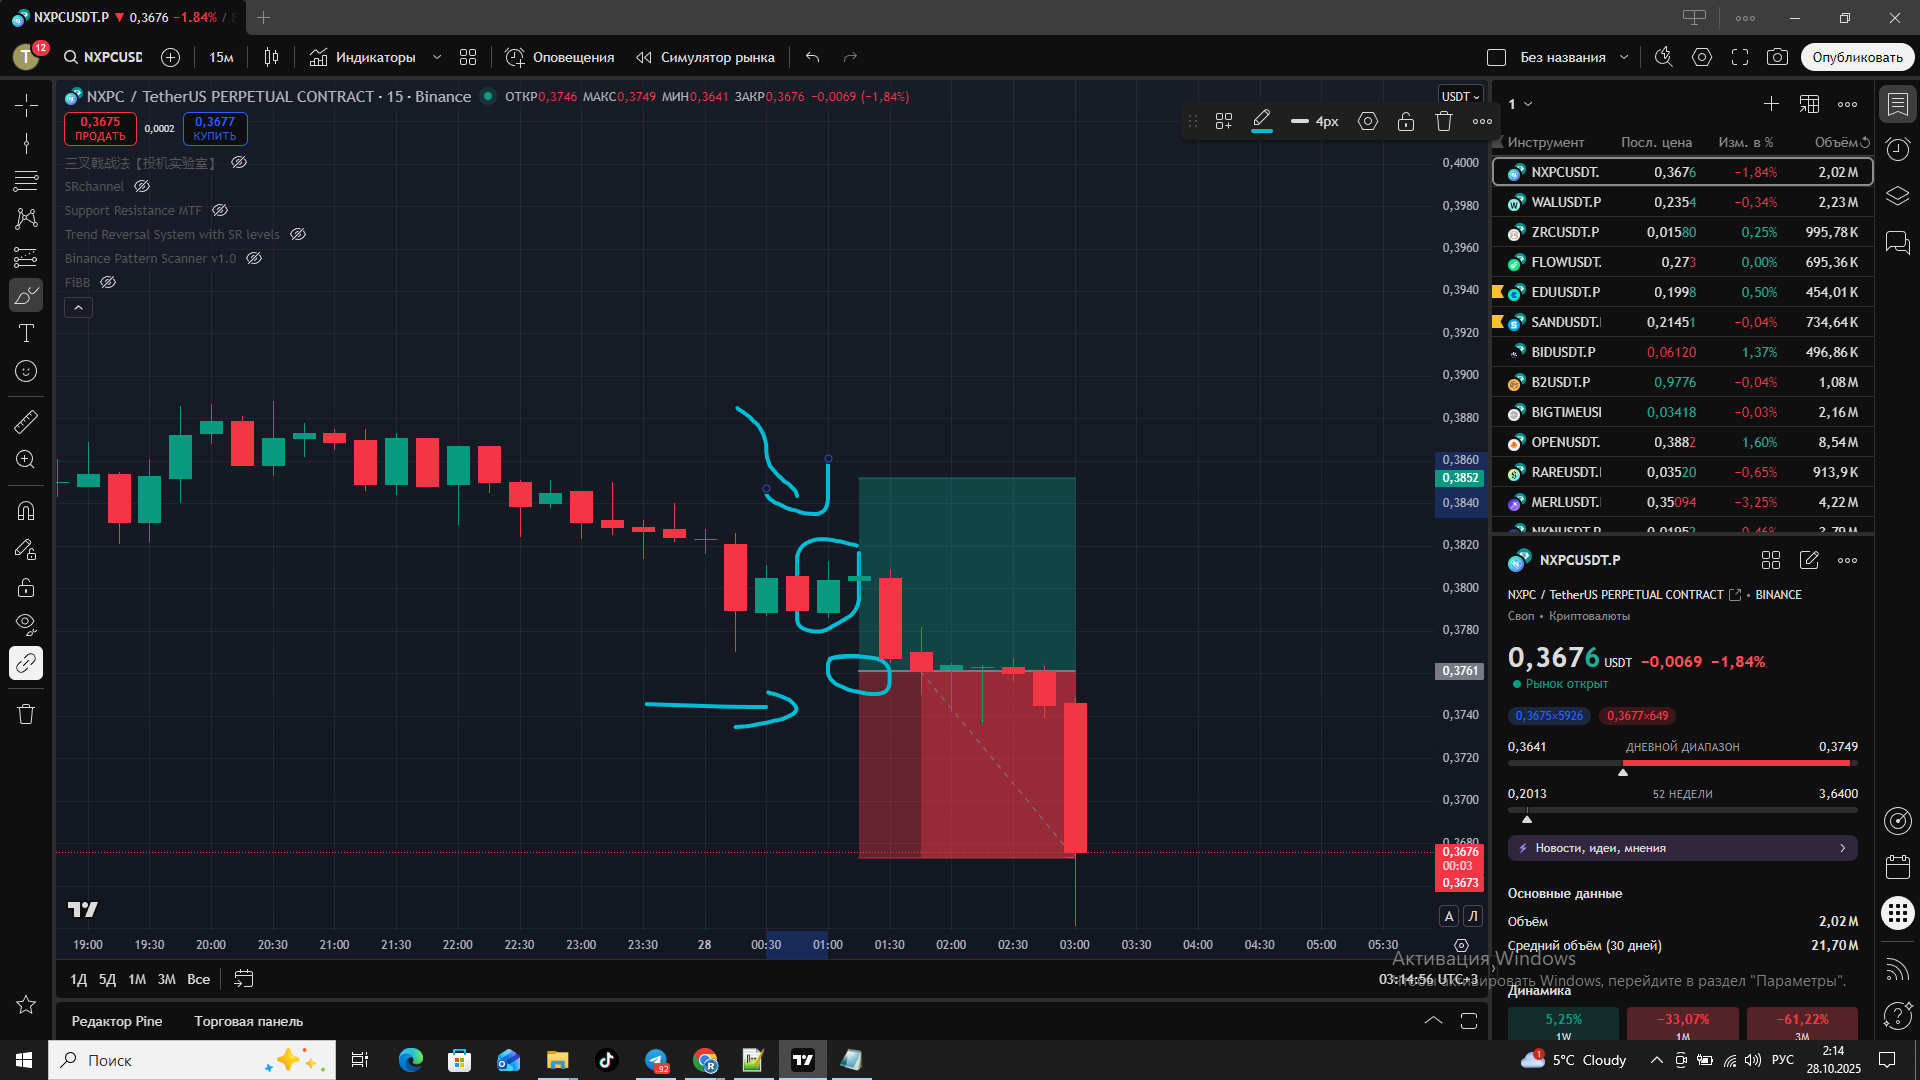 NXPCUSDT.P ▼ 0,3676 −1.84% /
T 12 NXPCUSD 15м Индикаторы Оповещения Симулятор рынка Без названия Опубликовать
NXPC / TetherUS PERPETUAL CONTRACT · 15 · Binance ОТКР0,3746 МАКС0,3749 МИН0,3641 ЗАКР0,3676 −0,0069 (−1,84%)
0,3675 ПРОДАТЬ 0,0002 0,3677 КУПИТЬ
三叉戟战法【投机实验室】
SRchannel
Support Resistance MTF
Trend Reversal System with SR levels
Binance Pattern Scanner v1.0
FiBB
4px
USDT
0,4000
0,3980
0,3960
0,3940
0,3920
0,3900
0,3880
0,3860
0,3852
0,3840
0,3820
0,3800
0,3780
0,3761
0,3740
0,3720
0,3700
0,3680
0,3676
00:03
0,3673
А Л
19:00 19:30 20:00 20:30 21:00 21:30 22:00 22:30 23:00 23:30 28 00:30 01:00 01:30 02:00 02:30 03:00 03:30 04:00 04:30 05:00 05:30
1Д 5Д 1М 3М Все
03:14:56 UTC+3
Редактор Pine Торговая панель
1
Инструмент Посл. цена Изм. в % Объём
NXPCUSDT. 0,3676 −1,84% 2,02 M
WALUSDT.P 0,2354 −0,34% 2,23 M
ZRCUSDT.P 0,01580 0,25% 995,78 K
FLOWUSDT. 0,273 0,00% 695,36 K
EDUUSDT.P 0,1998 0,50% 454,01 K
SANDUSDT. 0,21451 −0,04% 734,64 K
BIDUSDT.P 0,06120 1,37% 496,86 K
B2USDT.P 0,9776 −0,04% 1,08 M
BIGTIMEUSI 0,03418 −0,03% 2,16 M
OPENUSDT. 0,3882 1,60% 8,54 M
RAREUSDT. 0,03520 −0,65% 913,9 K
MERLUSDT. 0,35094 −3,25% 4,22 M
NKNUSDT.P 0,01952 −0,46% 3,79 M
NXPCUSDT.P
NXPC / TetherUS PERPETUAL CONTRACT • BINANCE
Своп • Криптовалюты
0,3676 USDT −0,0069 −1,84%
Рынок открыт
0,3675×5926 0,3677×649
0,3641 ДНЕВНОЙ ДИАПАЗОН 0,3749
0,2013 52 НЕДЕЛИ 3,6400
Новости, идеи, мнения
Основные данные
Объём 2,02 M
Средний объём (30 дней) 21,70 M
Динамика
5,25% −33,07% −61,22%
1W 1M 3M
Активация Windows
Чтобы активировать Windows, перейдите в раздел "Параметры".
Поиск
92
1 5°C Cloudy РУС 2:14
28.10.2025